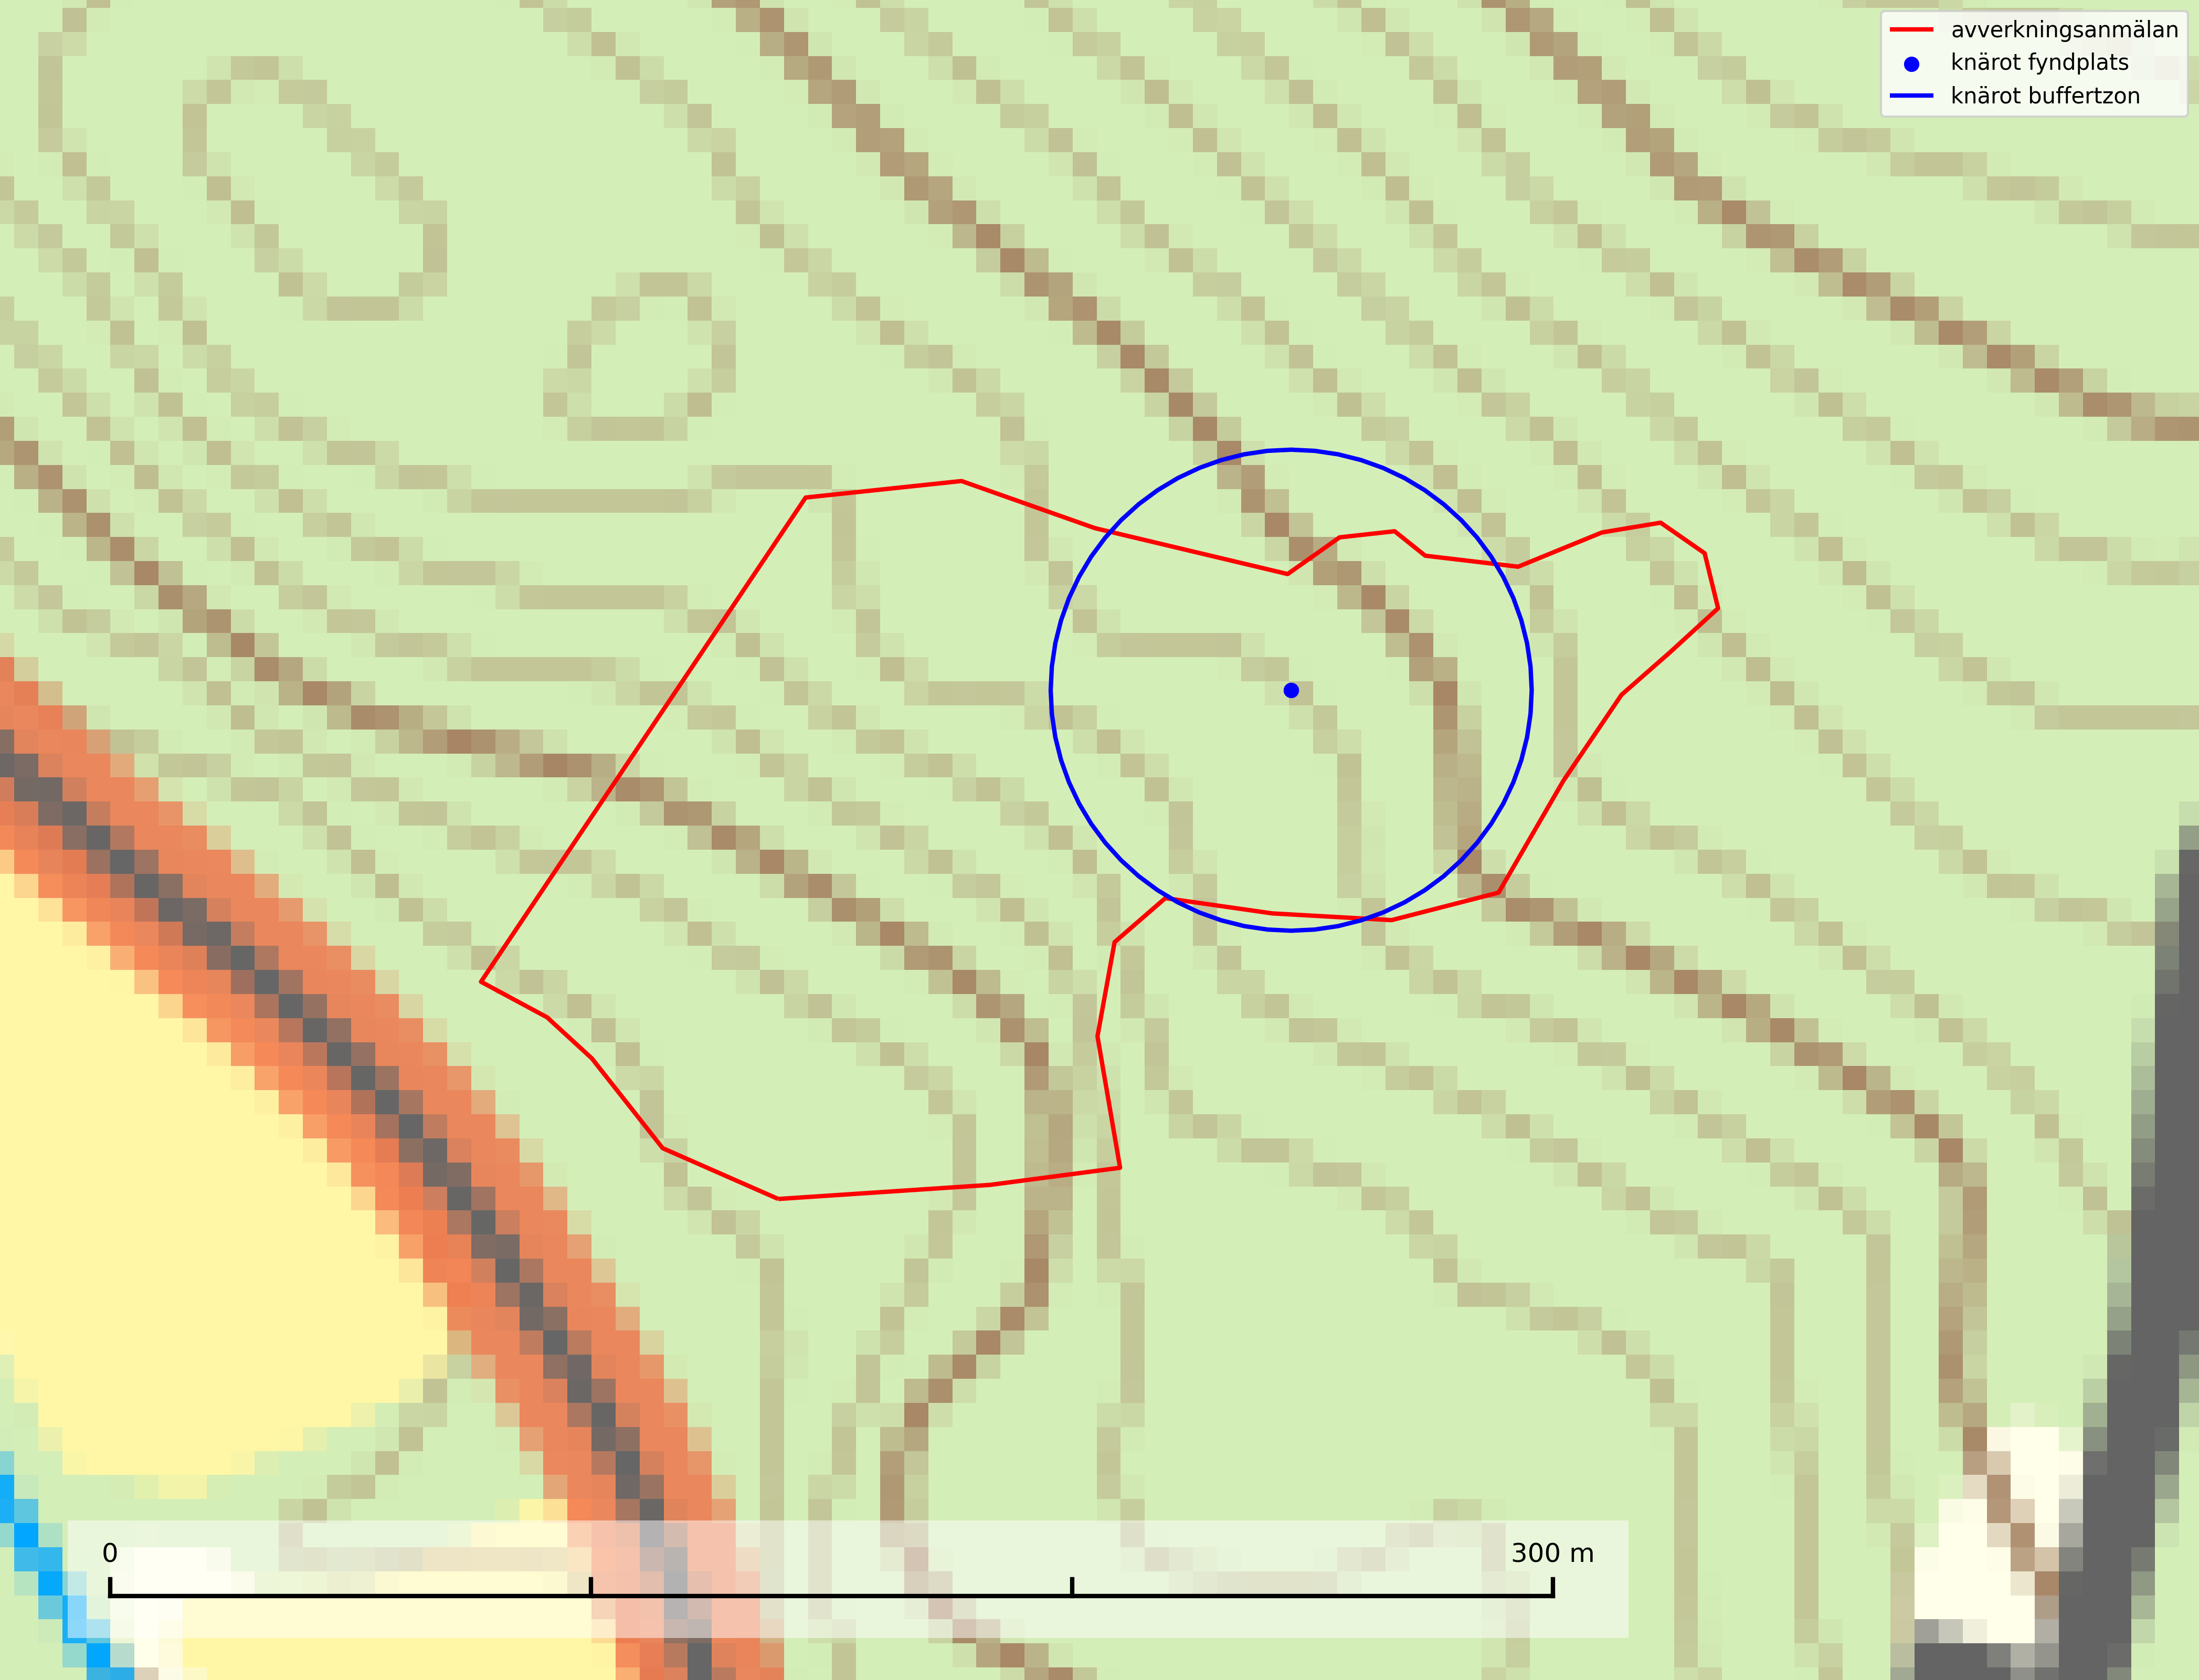 avverkningsanmälan
knärot fyndplats
knärot buffertzon
0
300 m